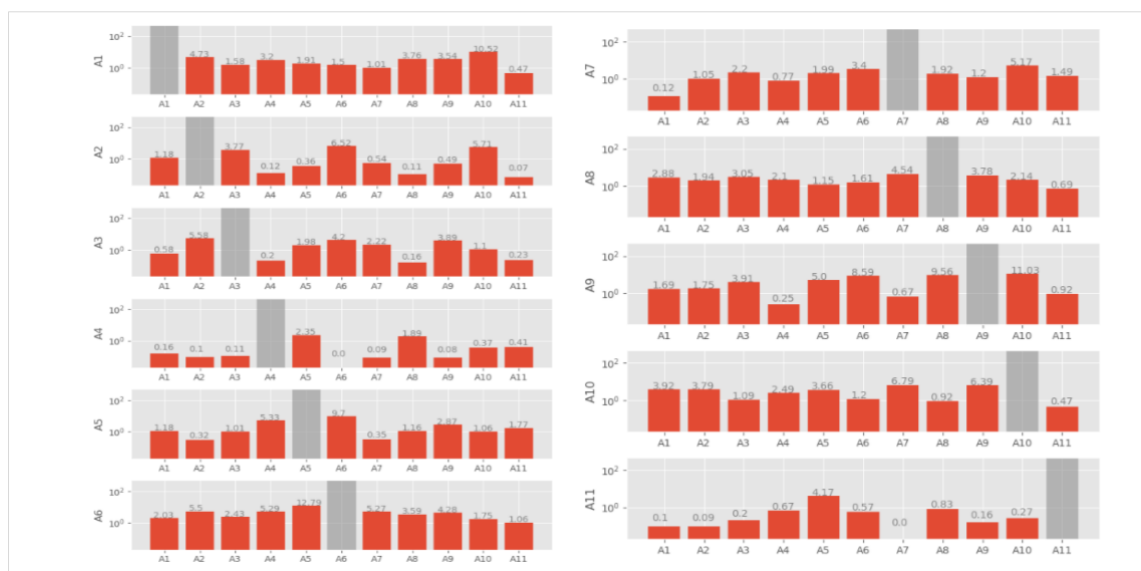 A1
10² 10⁰
4.73 1.58 3.2 1.91 1.5 1.01 3.76 3.54 10.52 0.47
A1 A2 A3 A4 A5 A6 A7 A8 A9 A10 A11
A2
10² 10⁰
1.18 3.77 0.12 0.36 6.52 0.54 0.11 0.49 5.71 0.07
A1 A2 A3 A4 A5 A6 A7 A8 A9 A10 A11
A3
10² 10⁰
0.58 5.58 0.2 1.98 4.2 2.22 0.16 3.89 1.1 0.23
A1 A2 A3 A4 A5 A6 A7 A8 A9 A10 A11
A4
10² 10⁰
0.16 0.1 0.11 2.35 0.0 0.09 1.89 0.08 0.37 0.41
A1 A2 A3 A4 A5 A6 A7 A8 A9 A10 A11
A5
10² 10⁰
1.18 0.32 1.01 5.33 9.7 0.35 1.16 2.87 1.06 1.77
A1 A2 A3 A4 A5 A6 A7 A8 A9 A10 A11
A6
10² 10⁰
2.03 5.5 2.43 5.29 12.79 5.27 3.59 4.28 1.75 1.06
A1 A2 A3 A4 A5 A6 A7 A8 A9 A10 A11
A7
10² 10⁰
0.12 1.05 2.2 0.77 1.99 3.4 1.92 1.2 5.17 1.49
A1 A2 A3 A4 A5 A6 A7 A8 A9 A10 A11
A8
10² 10⁰
2.88 1.94 3.05 2.1 1.15 1.61 4.54 3.78 2.14 0.69
A1 A2 A3 A4 A5 A6 A7 A8 A9 A10 A11
A9
10² 10⁰
1.69 1.75 3.91 0.25 5.0 8.59 0.67 9.56 11.03 0.92
A1 A2 A3 A4 A5 A6 A7 A8 A9 A10 A11
A10
10² 10⁰
3.92 3.79 1.09 2.49 3.66 1.2 6.79 0.92 6.39 0.47
A1 A2 A3 A4 A5 A6 A7 A8 A9 A10 A11
A11
10² 10⁰
0.1 0.09 0.2 0.67 4.17 0.57 0.0 0.83 0.16 0.27
A1 A2 A3 A4 A5 A6 A7 A8 A9 A10 A11